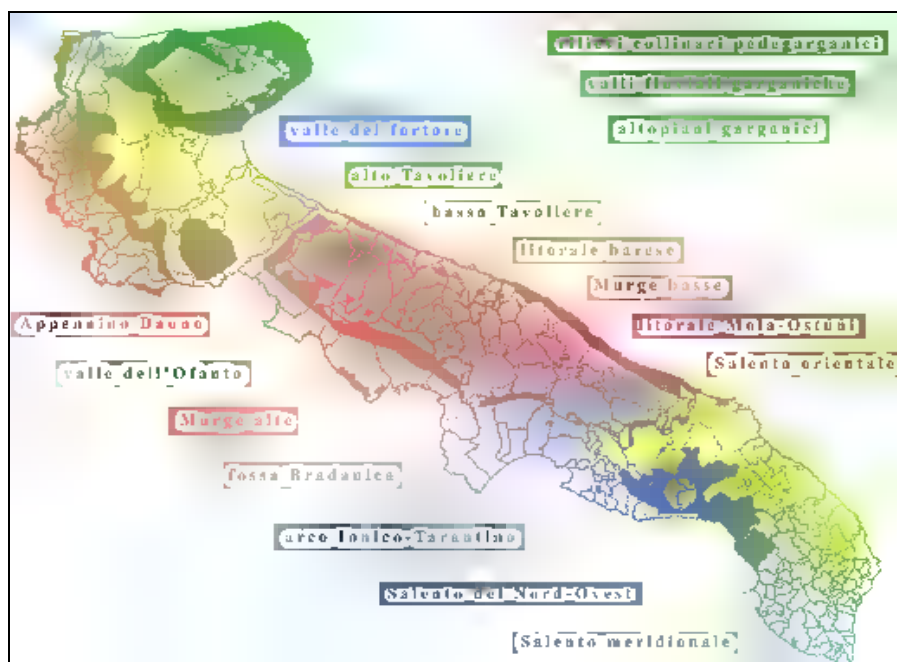 rilievi collinari pedegarganici
valli fluviali garganiche
valle del fortore
altopiani garganici
alto Tavoliere
basso Tavoliere
litorale barese
Murge basse
Appennino Dauno
litorale Mola-Ostuni
valle dell'Ofanto
Salento orientale
Murge alte
fossa Bradanica
arco Ionico-Tarantino
Salento del Nord-Ovest
Salento meridionale